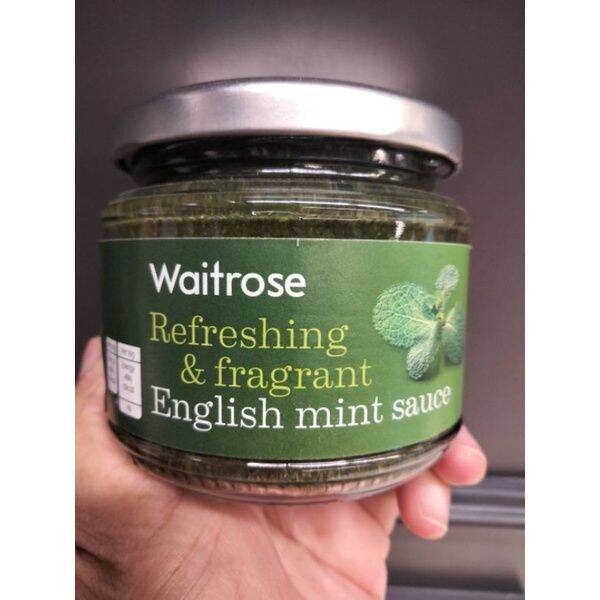 Waitrose
Refreshing
& fragrant
English mint sauce